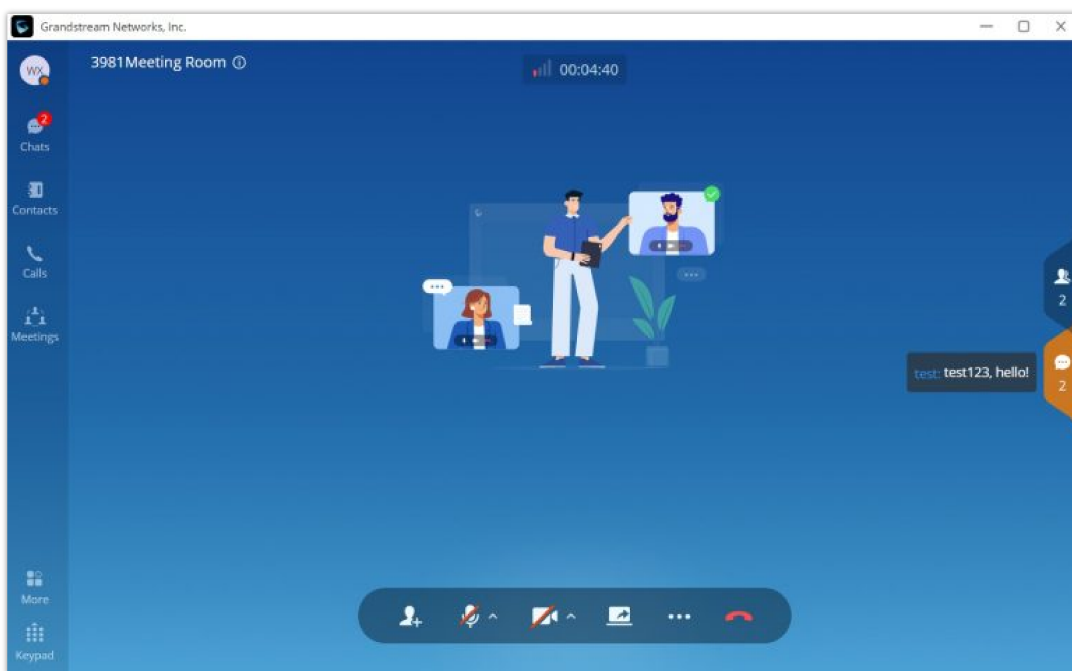 Grandstream Networks, Inc.
WX
3981Meeting Room
00:04:40
2
Chats
Contacts
Calls
Meetings
2
test: test123, hello!
2
More
Keypad